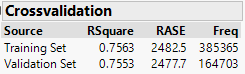 Crossvalidation
Source RSquare RASE Freq
Training Set 0.7563 2482.5 385365
Validation Set 0.7553 2477.7 164703